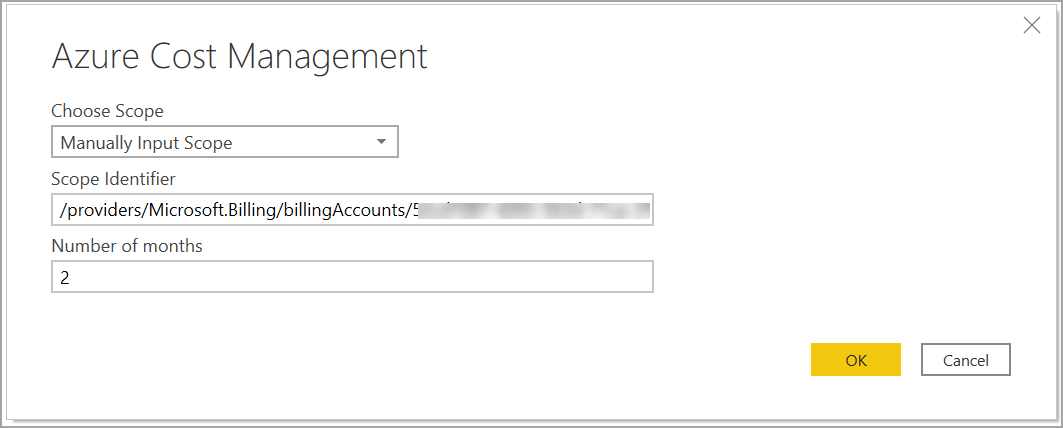 Azure Cost Management
Choose Scope
Manually Input Scope
Scope Identifier
/providers/Microsoft.Billing/billingAccounts/5
Number of months
2
OK
Cancel